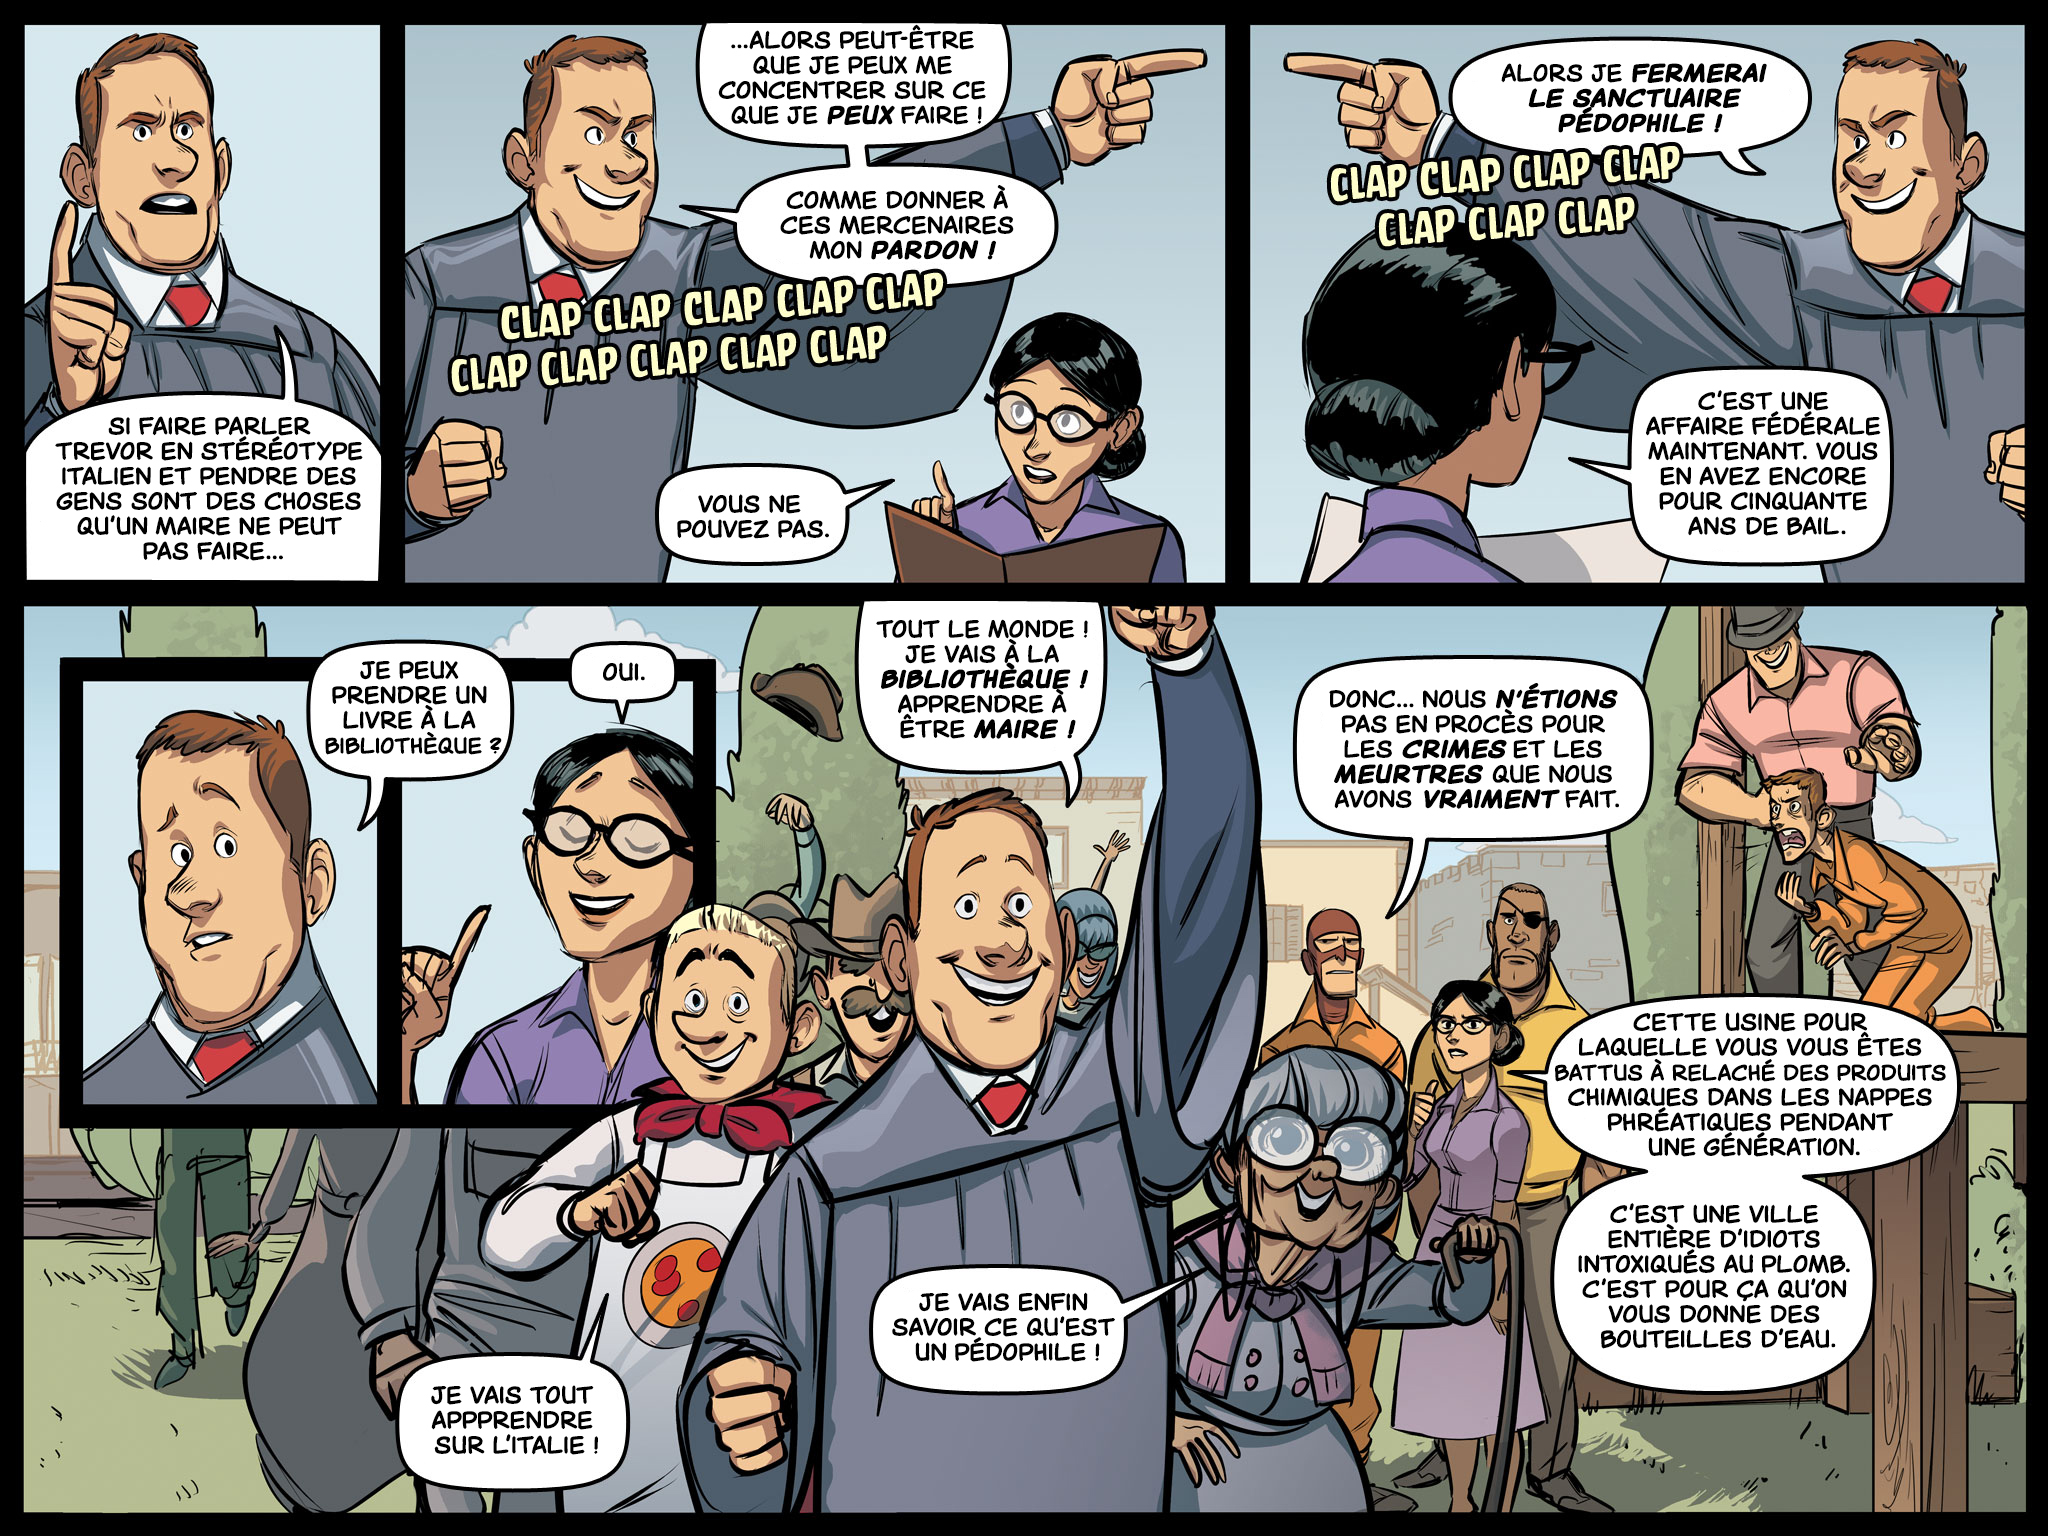 SI FAIRE PARLER
TREVOR EN STÉRÉOTYPE
ITALIEN ET PENDRE DES
GENS SONT DES CHOSES
QU'UN MAIRE NE PEUT
PAS FAIRE...
...ALORS PEUT-ÊTRE
QUE JE PEUX ME
CONCENTRER SUR CE
QUE JE PEUX FAIRE !
COMME DONNER À
CES MERCENAIRES
MON PARDON !
CLAP CLAP CLAP CLAP CLAP
CLAP CLAP CLAP CLAP CLAP
VOUS NE
POUVEZ PAS.
ALORS JE FERMERAI
LE SANCTUAIRE
PÉDOPHILE !
CLAP CLAP CLAP CLAP
CLAP CLAP CLAP
C'EST UNE
AFFAIRE FÉDÉRALE
MAINTENANT. VOUS
EN AVEZ ENCORE
POUR CINQUANTE
ANS DE BAIL.
JE PEUX
PRENDRE UN
LIVRE À LA
BIBLIOTHÈQUE ?
OUI.
TOUT LE MONDE !
JE VAIS À LA
BIBLIOTHÈQUE !
APPRENDRE À
ÊTRE MAIRE !
JE VAIS TOUT
APPPRENDRE
SUR L'ITALIE !
JE VAIS ENFIN
SAVOIR CE QU'EST
UN PÉDOPHILE !
DONC... NOUS N'ÉTIONS
PAS EN PROCÈS POUR
LES CRIMES ET LES
MEURTRES QUE NOUS
AVONS VRAIMENT FAIT.
CETTE USINE POUR
LAQUELLE VOUS VOUS ÊTES
BATTUS À RELACHÉ DES PRODUITS
CHIMIQUES DANS LES NAPPES
PHRÉATIQUES PENDANT
UNE GÉNÉRATION.
C'EST UNE VILLE
ENTIÈRE D'IDIOTS
INTOXIQUÉS AU PLOMB.
C'EST POUR ÇA QU'ON
VOUS DONNE DES
BOUTEILLES D'EAU.